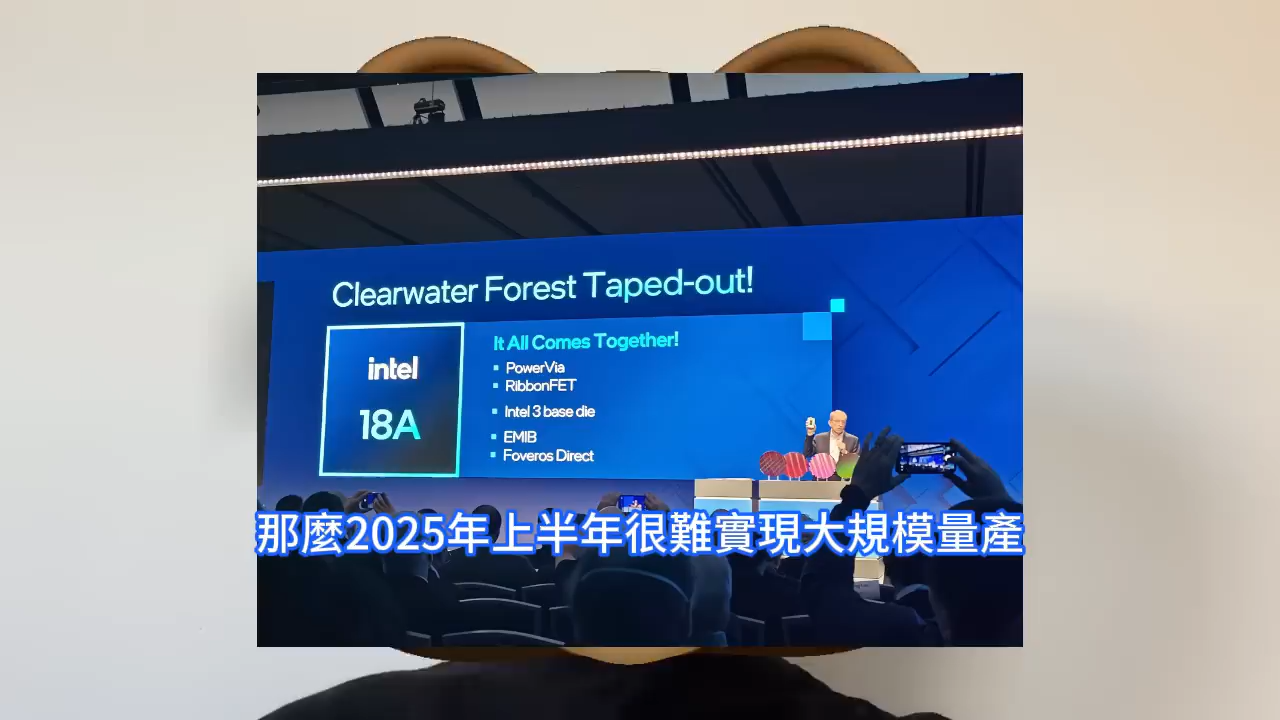 Clearwater Forest Taped-out!
intel
18A
It All Comes Together!
PowerVia
RibbonFET
Intel 3 base die
EMIB
Foveros Direct
那麼2025年上半年很難實現大規模量產